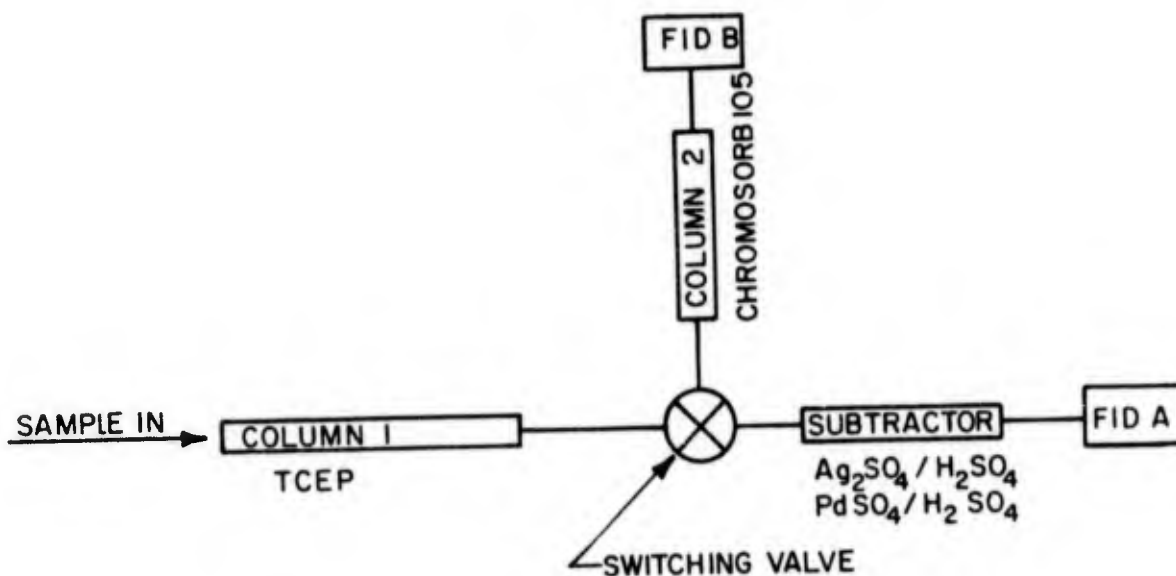 FID B
COLUMN 2
CHROMOSORB 105
SAMPLE IN
COLUMN 1
TCEP
SUBTRACTOR
FID A
Ag₂SO₄ / H₂SO₄
PdSO₄ / H₂SO₄
SWITCHING VALVE